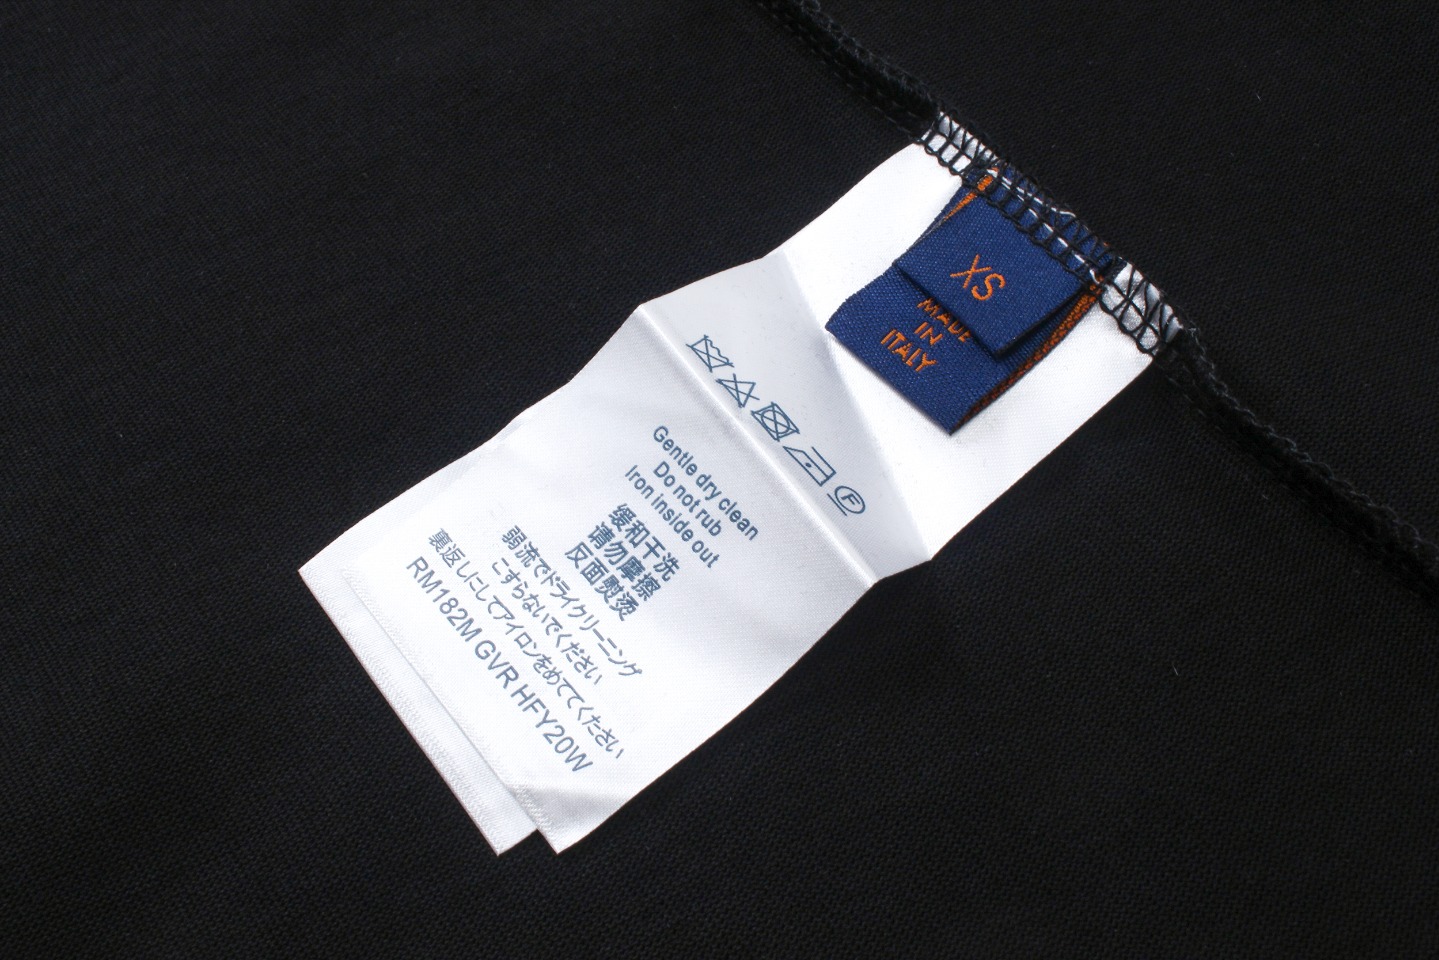 XS
MADE
IN
ITALY
F
Gentle dry clean
Do not rub
Iron inside out
缓和干洗
请勿摩擦
反面熨烫
弱流でドライクリーニング
こすらないでください
裏返しにしてアイロンをめててください
RM182M GVR HFY20W